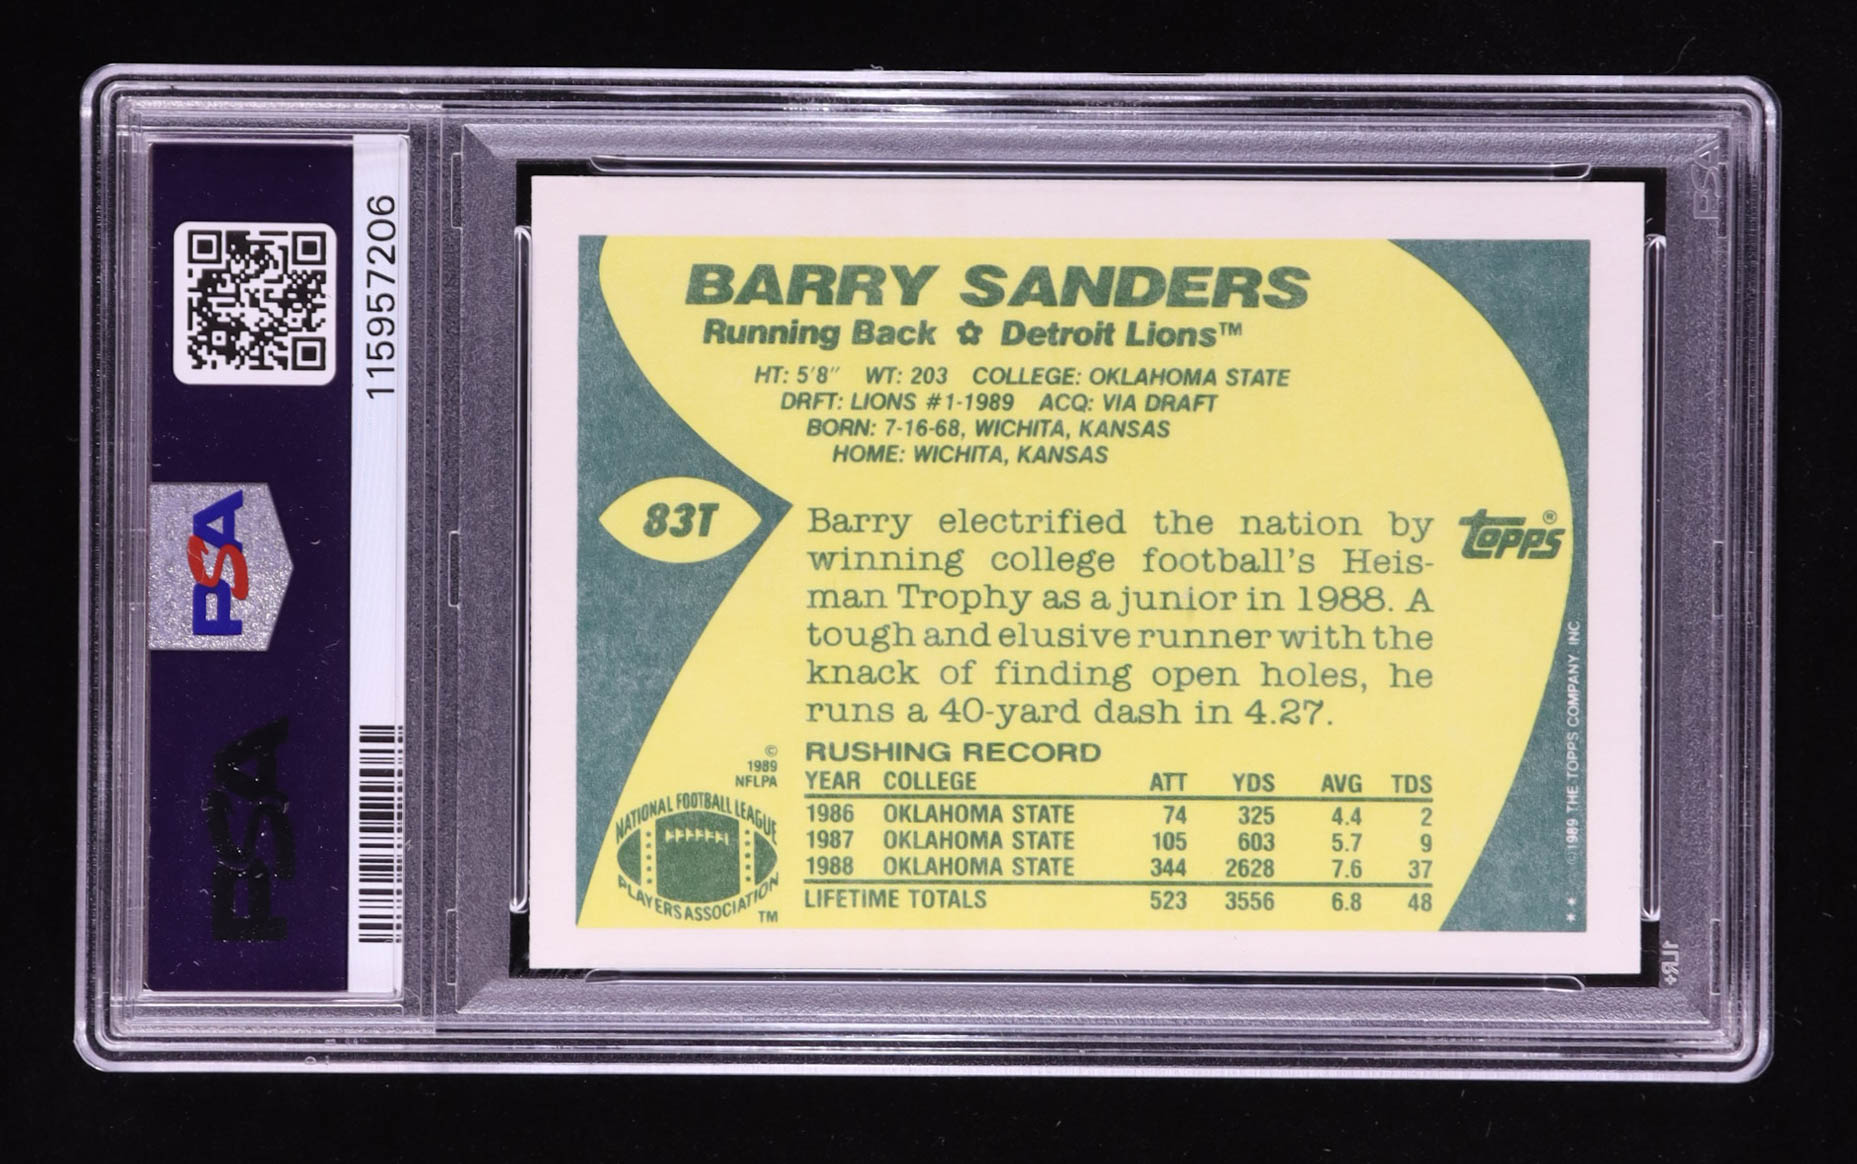 115957206
PSA
PSA
PSA
BARRY SANDERS
Running Back ✿ Detroit Lions™
HT: 5'8" WT: 203 COLLEGE: OKLAHOMA STATE
DRFT: LIONS #1-1989 ACQ: VIA DRAFT
BORN: 7-16-68, WICHITA, KANSAS
HOME: WICHITA, KANSAS
83T
Barry electrified the nation by
winning college football's Heis-
man Trophy as a junior in 1988. A
tough and elusive runner with the
knack of finding open holes, he
runs a 40-yard dash in 4.27.
topps®
RUSHING RECORD
YEAR COLLEGE ATT YDS AVG TDS
1986 OKLAHOMA STATE 74 325 4.4 2
1987 OKLAHOMA STATE 105 603 5.7 9
1988 OKLAHOMA STATE 344 2628 7.6 37
LIFETIME TOTALS 523 3556 6.8 48
©
1989
NFLPA
NATIONAL FOOTBALL LEAGUE
PLAYERS ASSOCIATION
TM
** ©1989 THE TOPPS COMPANY, INC.